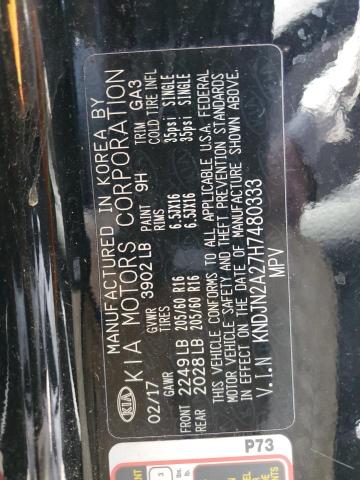 MANUFACTURED IN KOREA BY
KIA KIA MOTORS CORPORATION
02/17 GVWR 3902 LB PAINT 9H TRIM GA3
GAWR TIRES RIMS COLD TIRE INFL
FRONT 2249 LB 205/60 R16 6.5JX16 35psi SINGLE
REAR 2028 LB 205/60 R16 6.5JX16 35psi SINGLE
THIS VEHICLE CONFORMS TO ALL APPLICABLE U.S.A. FEDERAL
MOTOR VEHICLE SAFETY AND THEFT PREVENTION STANDARDS
IN EFFECT ON THE DATE OF MANUFACTURE SHOWN ABOVE.
V.I.N KNDJN2A27H7480333
MPV
P73